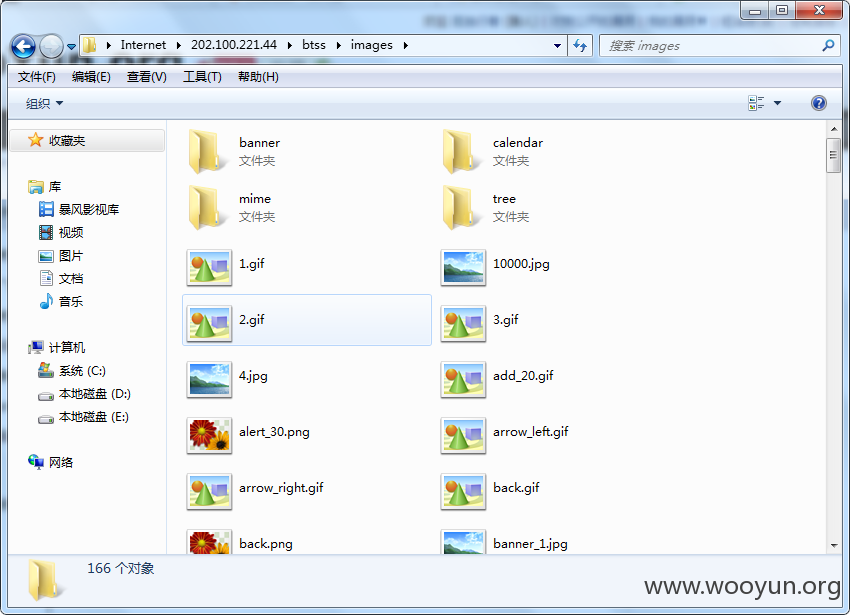 Internet ▸ 202.100.221.44 ▸ btss ▸ images
搜索 images
文件(F) 编辑(E) 查看(V) 工具(T) 帮助(H)
组织
收藏夹
库
暴风影视库
视频
图片
文档
音乐
计算机
系统 (C:)
本地磁盘 (D:)
本地磁盘 (E:)
网络
banner
文件夹
calendar
文件夹
mime
文件夹
tree
文件夹
1.gif
10000.jpg
2.gif
3.gif
4.jpg
add_20.gif
alert_30.png
arrow_left.gif
arrow_right.gif
back.gif
back.png
banner_1.jpg
166 个对象
www.wooyun.org